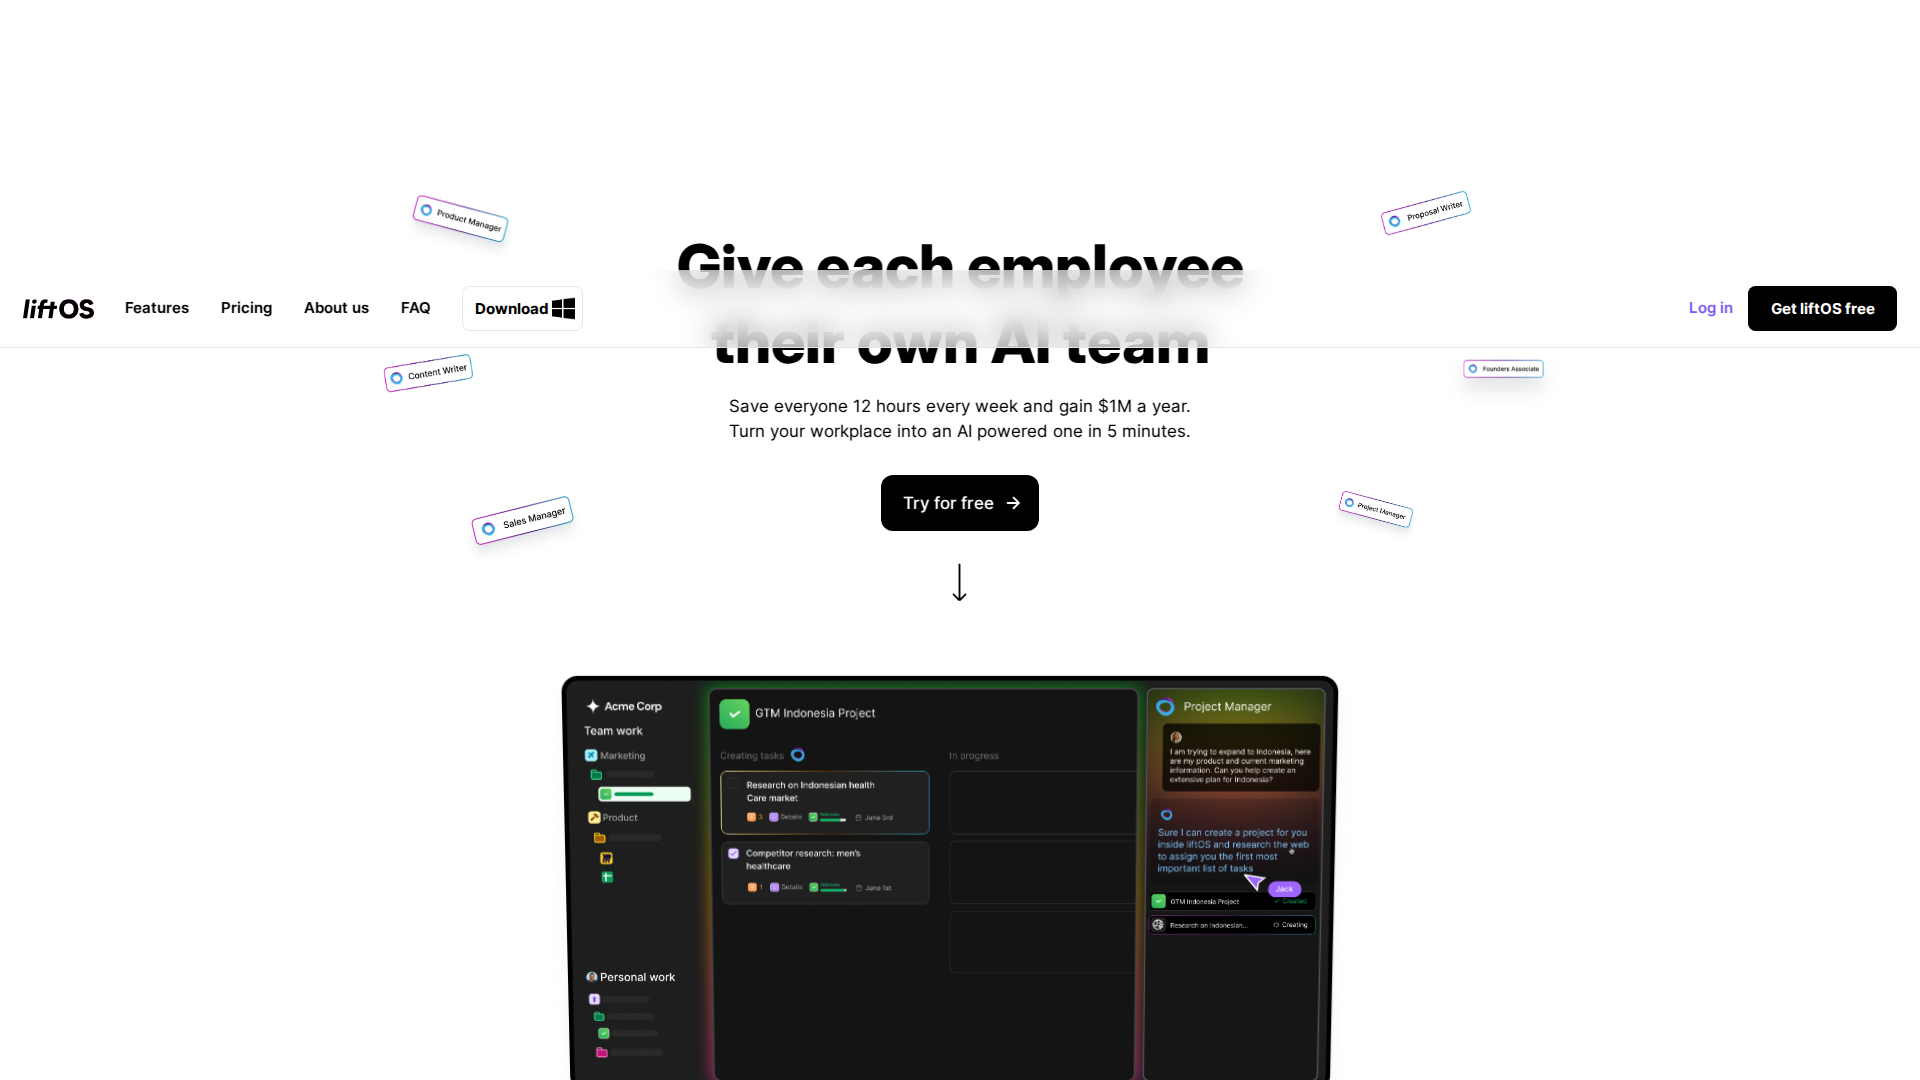 Product Manager
Proposal Writer
Give each employee
liftOS
Features
Pricing
About us
FAQ
Download
Log in
Get liftOS free
their own AI team
Content Writer
Founders Associate
Save everyone 12 hours every week and gain $1M a year.
Turn your workplace into an AI powered one in 5 minutes.
Sales Manager
Try for free
Project Manager
Acme Corp
Team work
Marketing
Product
Personal work
GTM Indonesia Project
Creating tasks
In progress
Research on Indonesian health
Care market
3
Details
June 3rd
Competitor research: men's
healthcare
1
Details
June 1st
Project Manager
I am trying to expand to Indonesia, here
are my product and current marketing
information. Can you help create an
extensive plan for Indonesia?
Sure I can create a project for you
inside liftOS and research the web
to assign you the first most
important list of tasks
Jack
GTM Indonesia Project
Created
Research on Indonesian...
Creating